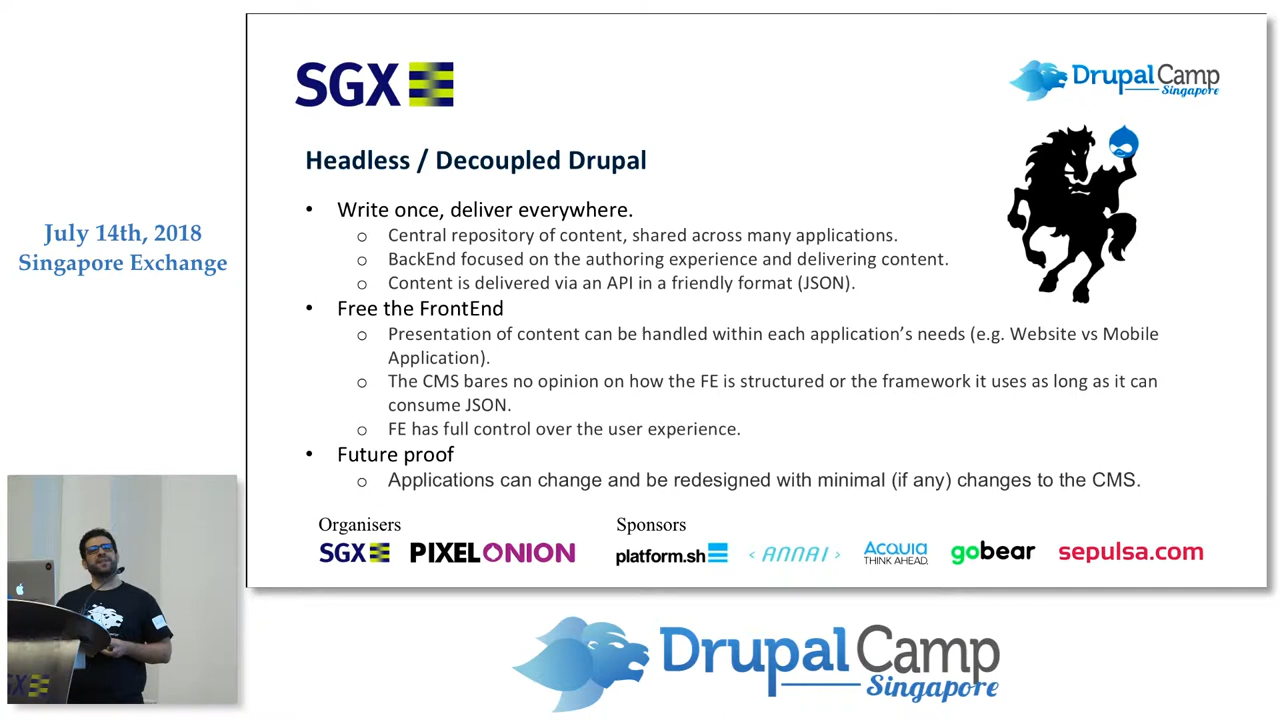 July 14th, 2018
Singapore Exchange
SGX
DrupalCamp
Singapore
Headless / Decoupled Drupal
• Write once, deliver everywhere.
o Central repository of content, shared across many applications.
o BackEnd focused on the authoring experience and delivering content.
o Content is delivered via an API in a friendly format (JSON).
• Free the FrontEnd
o Presentation of content can be handled within each application's needs (e.g. Website vs Mobile
Application).
o The CMS bares no opinion on how the FE is structured or the framework it uses as long as it can
consume JSON.
o FE has full control over the user experience.
• Future proof
o Applications can change and be redesigned with minimal (if any) changes to the CMS.
Organisers
Sponsors
SGX PIXELONION platform.sh ‹ANNAI› ACQUIA THINK AHEAD. gobear sepulsa.com
SGX
DrupalCamp
Singapore